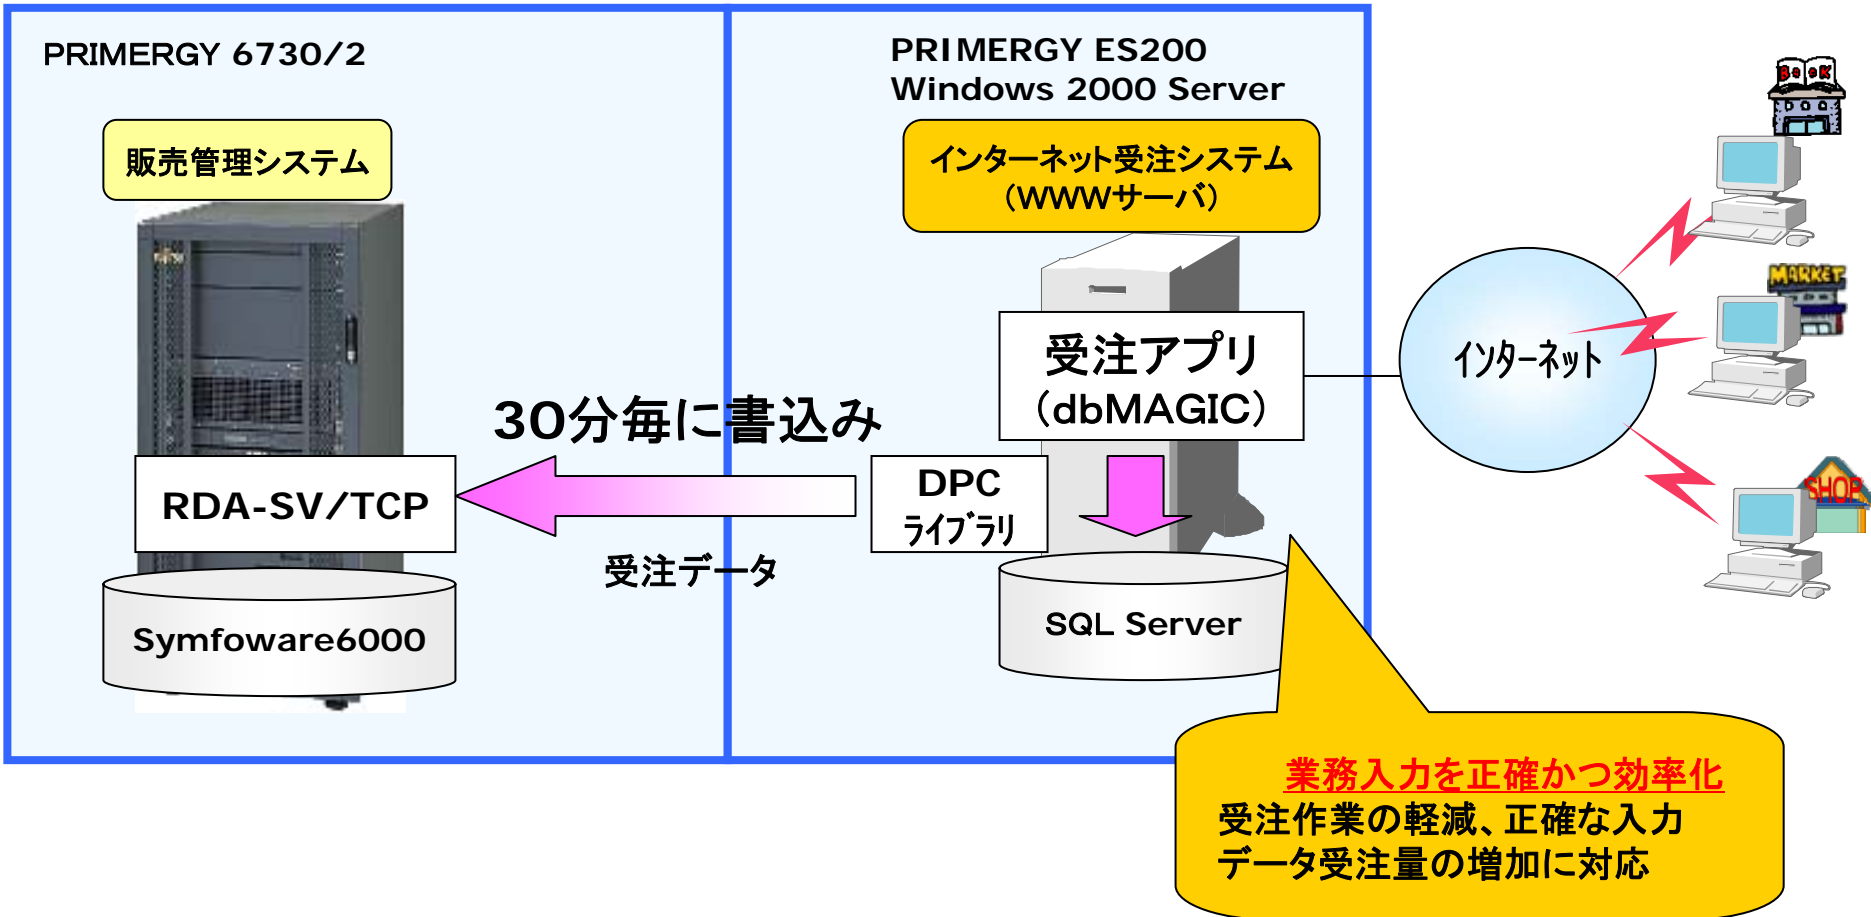 PRIMERGY 6730/2
販売管理システム
RDA-SV/TCP
Symfoware6000
30分毎に書込み
受注データ
PRIMERGY ES200
Windows 2000 Server
インターネット受注システム
（WWWサーバ）
受注アプリ
（dbMAGIC）
DPC
ライブラリ
SQL Server
インターネット
BOOK
MARKET
SHOP
業務入力を正確かつ効率化
受注作業の軽減、正確な入力
データ受注量の増加に対応